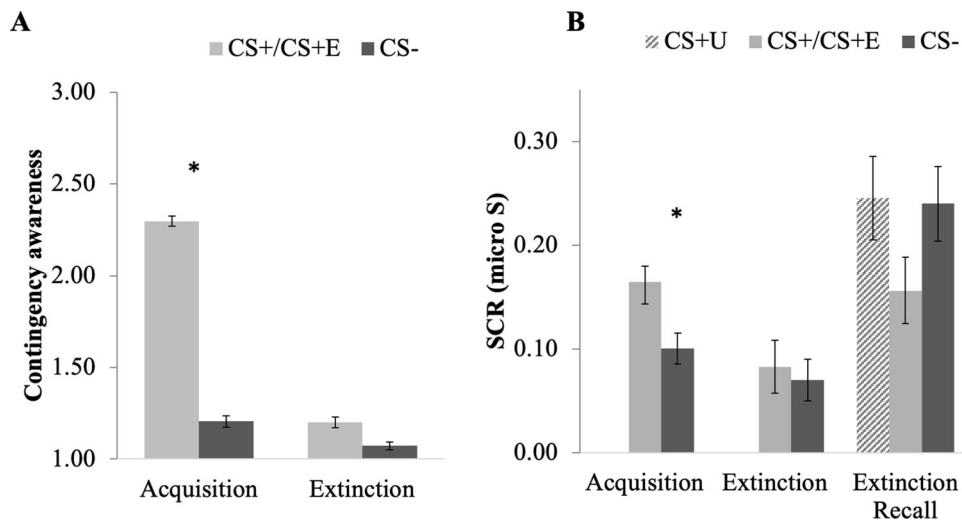 A
CS+/CS+E CS-
Contingency awareness
3.00
2.50
2.00
1.50
1.00
*
Acquisition Extinction
B
CS+U CS+/CS+E CS-
SCR (micro S)
0.30
0.20
0.10
0.00
*
Acquisition Extinction Extinction
Recall